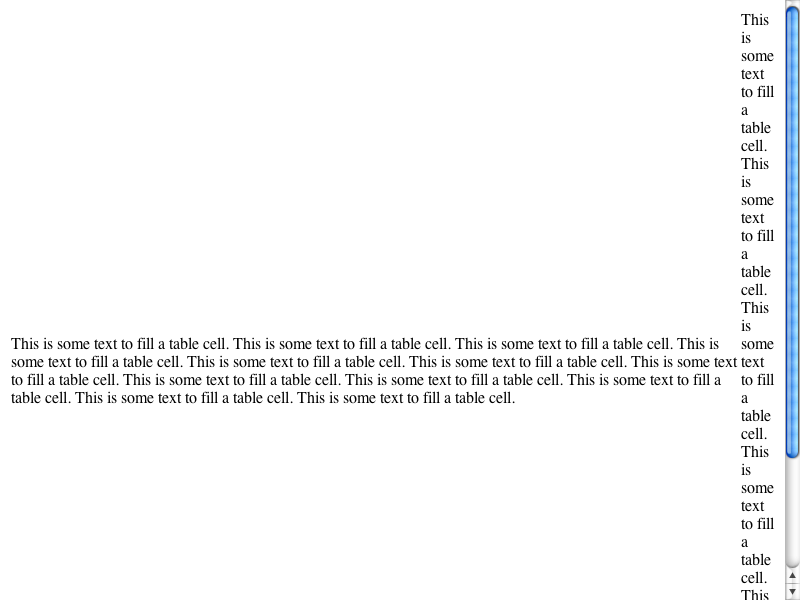 This is some text to fill a table cell. This is some text to fill a table cell. This is some text to fill a table cell. This is
some text to fill a table cell. This is some text to fill a table cell. This is some text to fill a table cell. This is some text
to fill a table cell. This is some text to fill a table cell. This is some text to fill a table cell. This is some text to fill a
table cell. This is some text to fill a table cell. This is some text to fill a table cell.
This
is
some
text
to fill
a
table
cell.
This
is
some
text
to fill
a
table
cell.
This
is
some
text
to fill
a
table
cell.
This
is
some
text
to fill
a
table
cell.
This